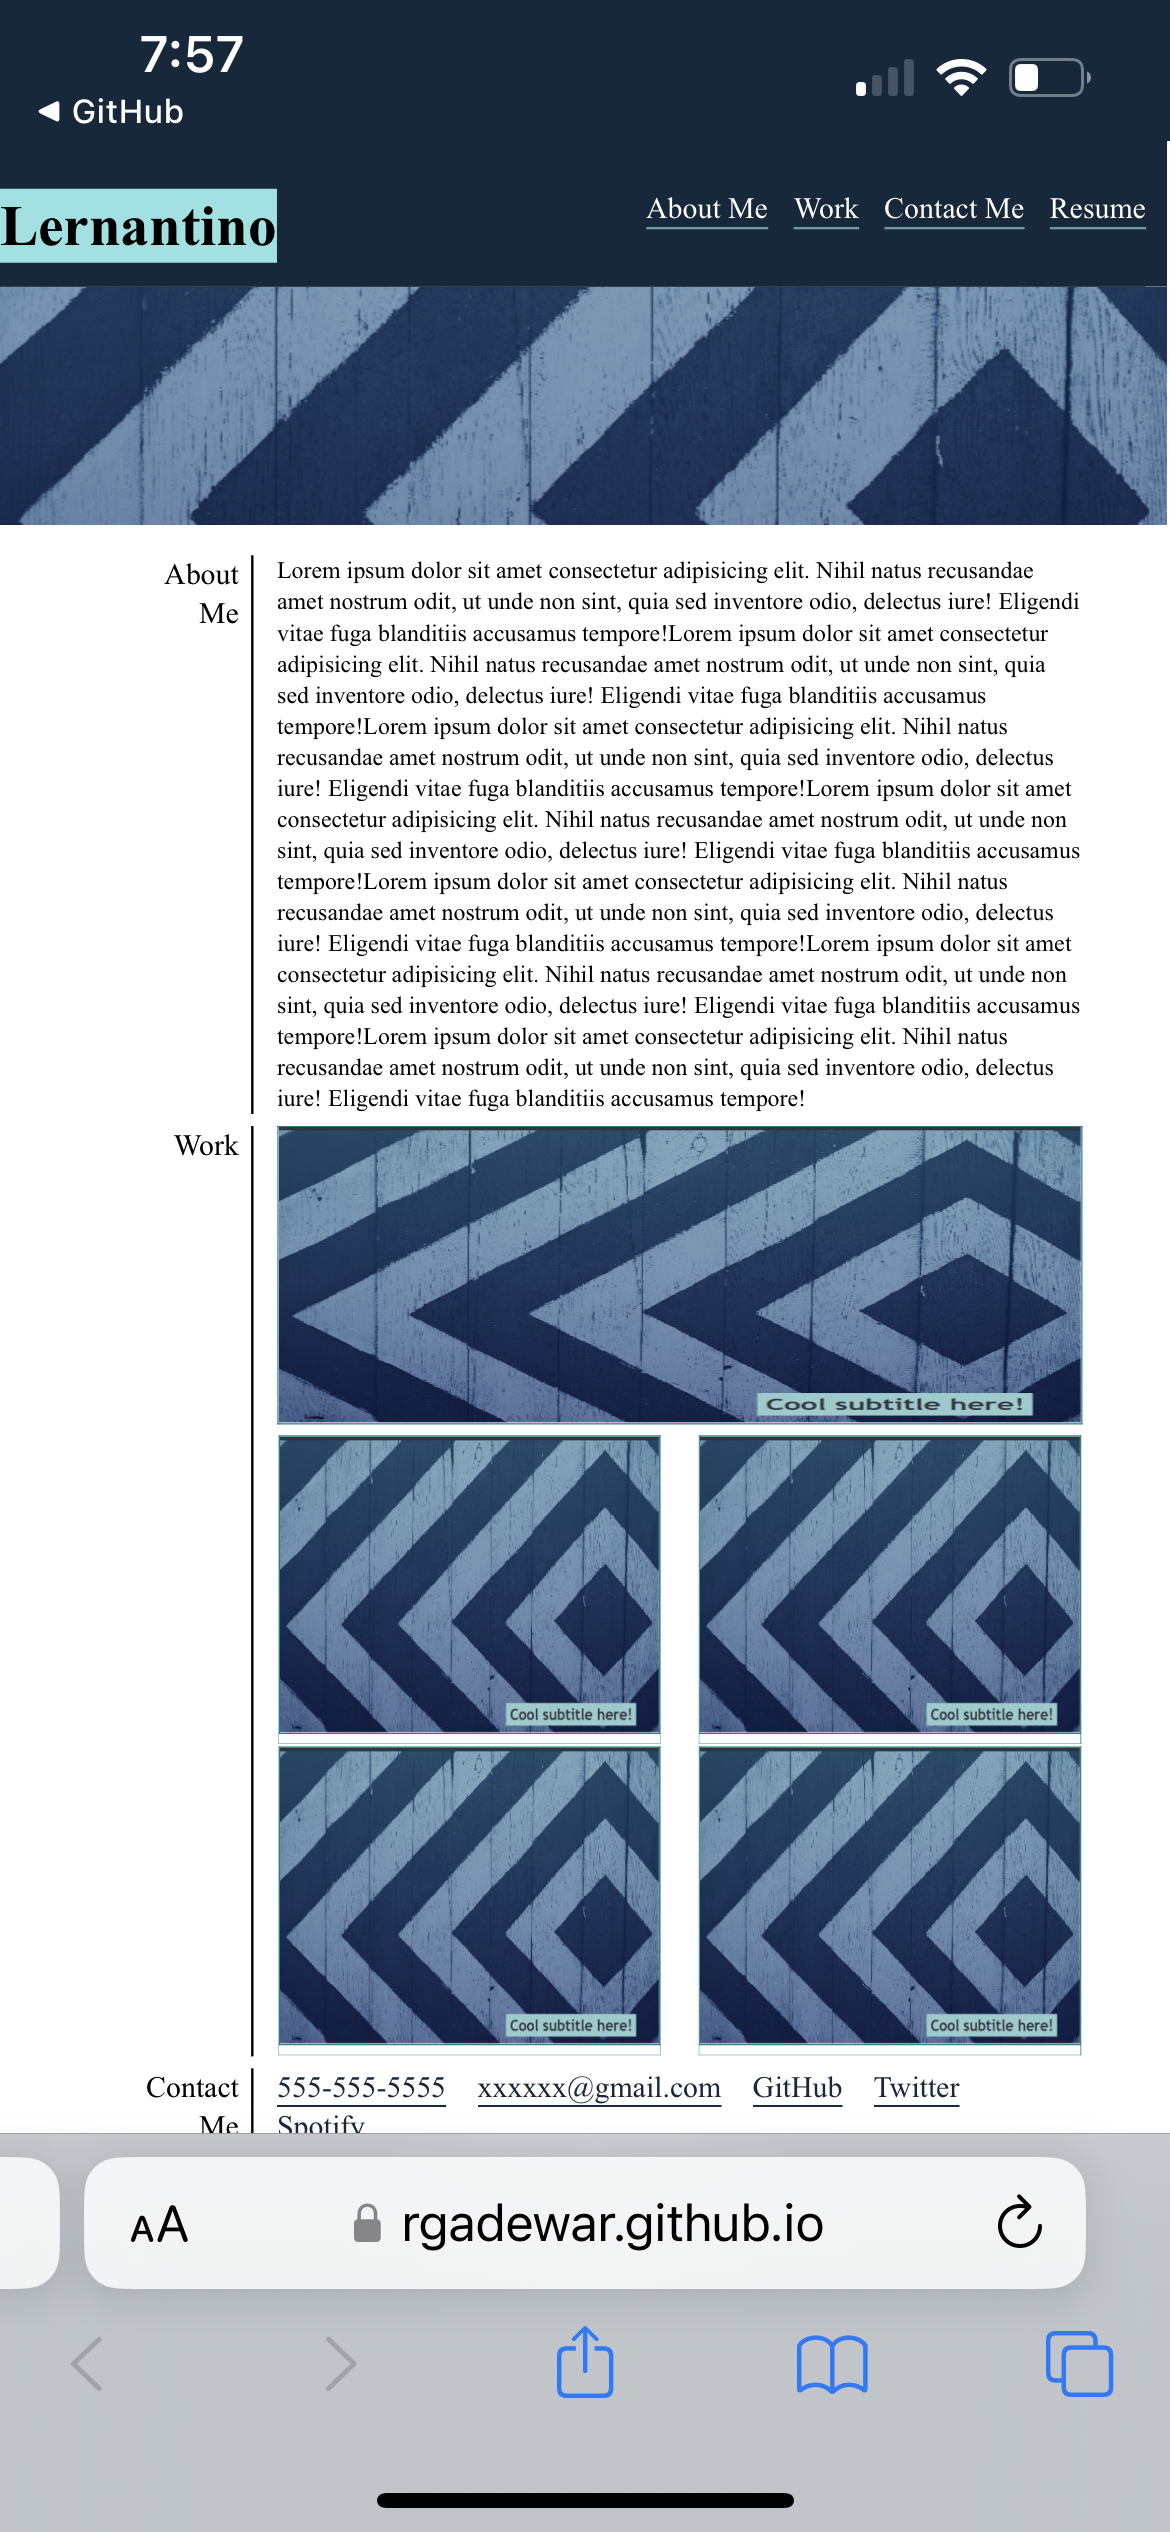 7:57
GitHub
Lernantino
About Me Work Contact Me Resume
About
Me
Lorem ipsum dolor sit amet consectetur adipisicing elit. Nihil natus recusandae
amet nostrum odit, ut unde non sint, quia sed inventore odio, delectus iure! Eligendi
vitae fuga blanditiis accusamus tempore!Lorem ipsum dolor sit amet consectetur
adipisicing elit. Nihil natus recusandae amet nostrum odit, ut unde non sint, quia
sed inventore odio, delectus iure! Eligendi vitae fuga blanditiis accusamus
tempore!Lorem ipsum dolor sit amet consectetur adipisicing elit. Nihil natus
recusandae amet nostrum odit, ut unde non sint, quia sed inventore odio, delectus
iure! Eligendi vitae fuga blanditiis accusamus tempore!Lorem ipsum dolor sit amet
consectetur adipisicing elit. Nihil natus recusandae amet nostrum odit, ut unde non
sint, quia sed inventore odio, delectus iure! Eligendi vitae fuga blanditiis accusamus
tempore!Lorem ipsum dolor sit amet consectetur adipisicing elit. Nihil natus
recusandae amet nostrum odit, ut unde non sint, quia sed inventore odio, delectus
iure! Eligendi vitae fuga blanditiis accusamus tempore!Lorem ipsum dolor sit amet
consectetur adipisicing elit. Nihil natus recusandae amet nostrum odit, ut unde non
sint, quia sed inventore odio, delectus iure! Eligendi vitae fuga blanditiis accusamus
tempore!Lorem ipsum dolor sit amet consectetur adipisicing elit. Nihil natus
recusandae amet nostrum odit, ut unde non sint, quia sed inventore odio, delectus
iure! Eligendi vitae fuga blanditiis accusamus tempore!
Work
Cool subtitle here!
Cool subtitle here!
Cool subtitle here!
Cool subtitle here!
Cool subtitle here!
Contact
Me
555-555-5555 xxxxxx@gmail.com GitHub Twitter
Spotify
AA rgadewar.github.io